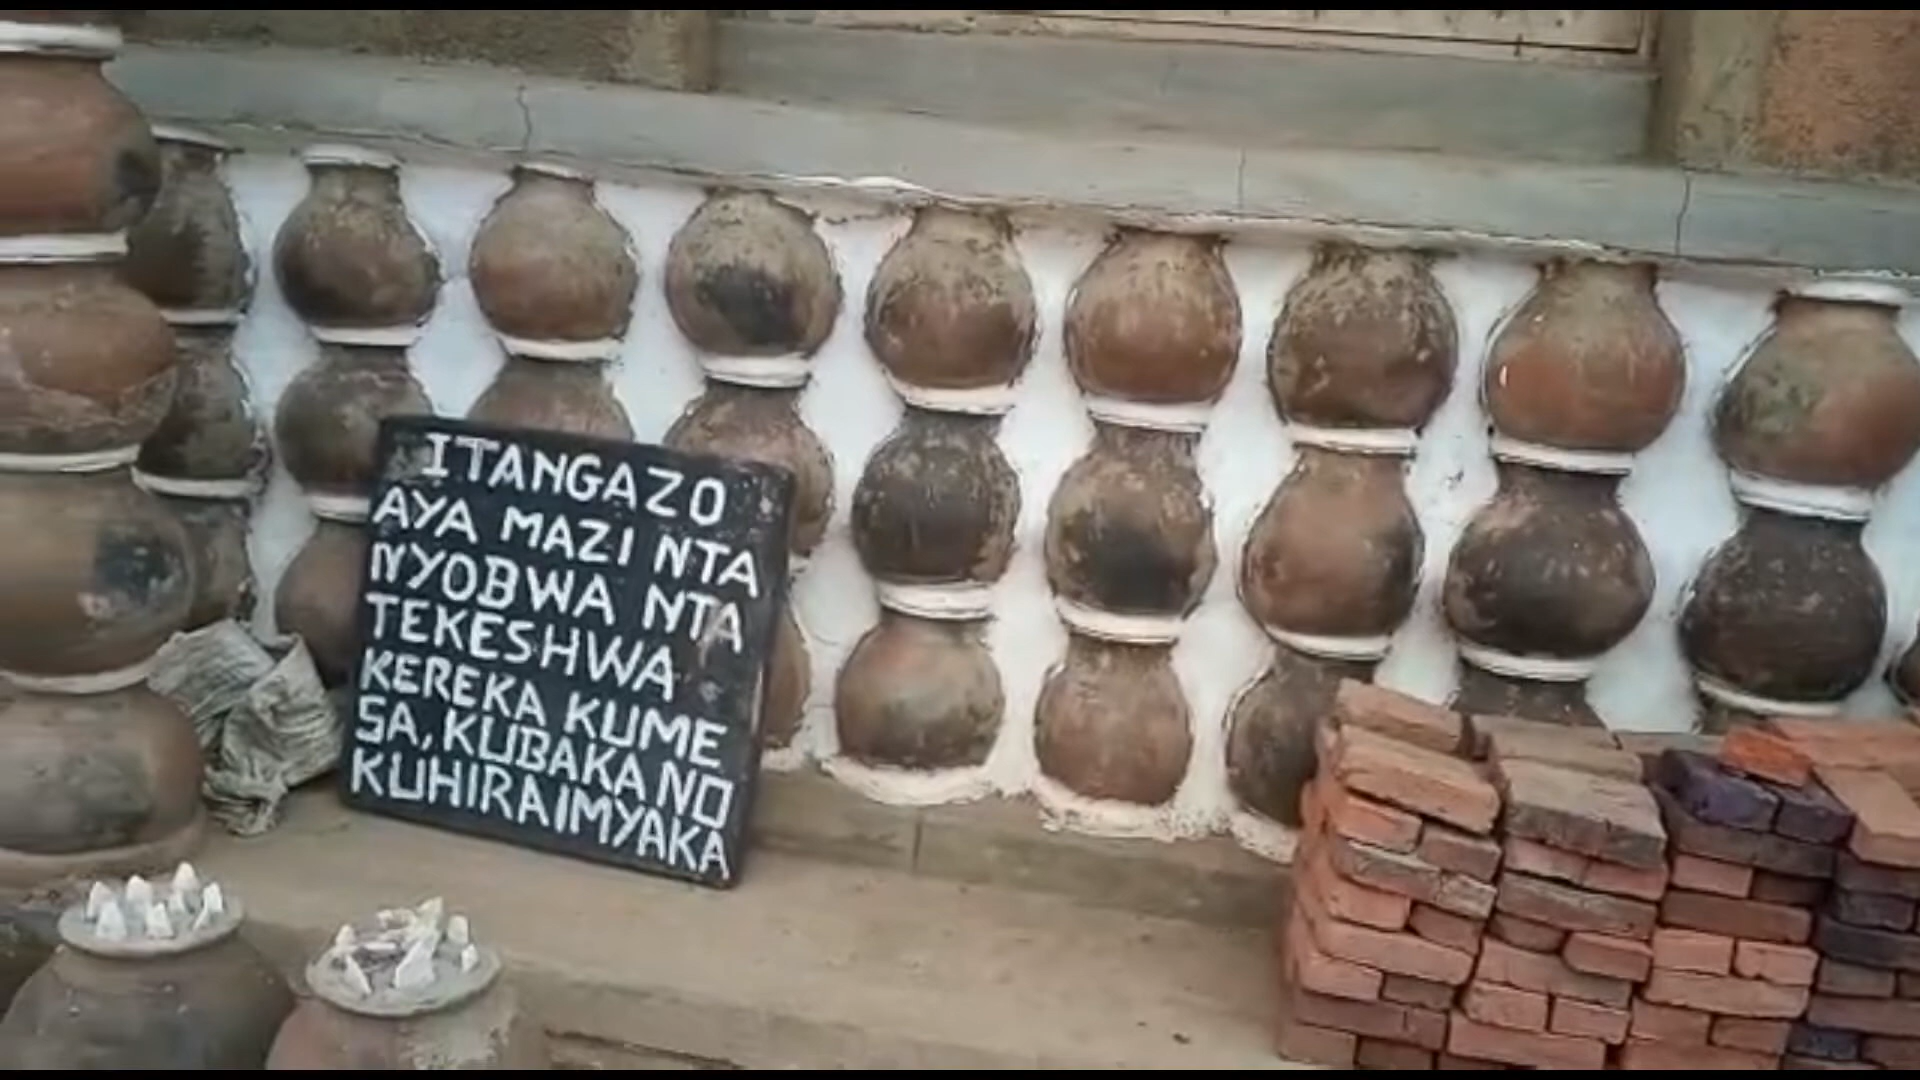 ITANGAZO
AYA MAZI NTA
NYOBWA NTA
TEKESHWA
KEREKA KUME
SA, KUBAKA NO
KUHIRA IMYAKA